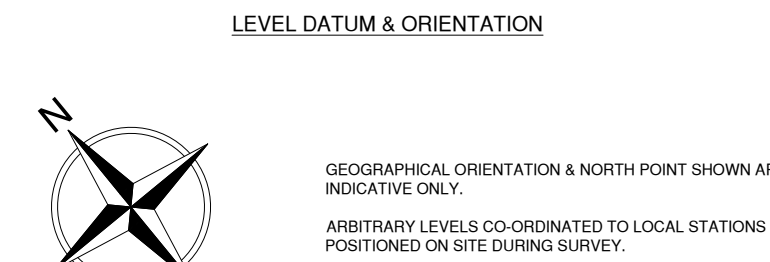 LEVEL DATUM & ORIENTATION
N
GEOGRAPHICAL ORIENTATION & NORTH POINT SHOWN
INDICATIVE ONLY.
ARBITRARY LEVELS CO-ORDINATED TO LOCAL STATIONS
POSITIONED ON SITE DURING SURVEY.